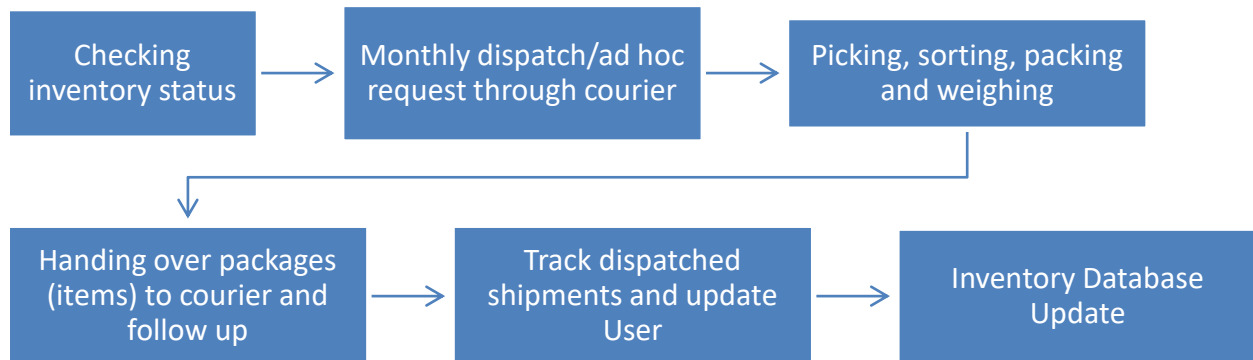 Checking
inventory status
Monthly dispatch/ad hoc
request through courier
Picking, sorting, packing
and weighing
Handing over packages
(items) to courier and
follow up
Track dispatched
shipments and update
User
Inventory Database
Update